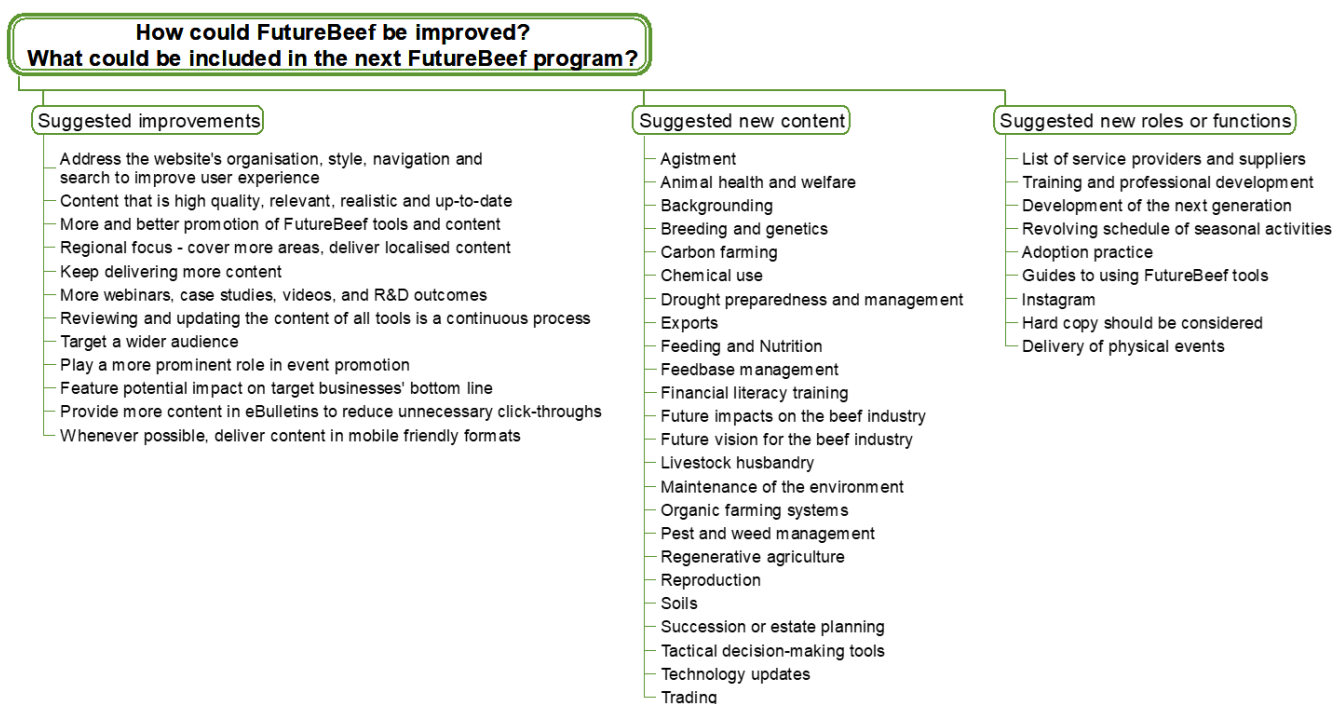 How could FutureBeef be improved?
What could be included in the next FutureBeef program?
Suggested improvements
Address the website's organisation, style, navigation and
search to improve user experience
Content that is high quality, relevant, realistic and up-to-date
More and better promotion of FutureBeef tools and content
Regional focus - cover more areas, deliver localised content
Keep delivering more content
More webinars, case studies, videos, and R&D outcomes
Reviewing and updating the content of all tools is a continuous process
Target a wider audience
Play a more prominent role in event promotion
Feature potential impact on target businesses' bottom line
Provide more content in eBulletins to reduce unnecessary click-throughs
Whenever possible, deliver content in mobile friendly formats
Suggested new content
Agistment
Animal health and welfare
Backgrounding
Breeding and genetics
Carbon farming
Chemical use
Drought preparedness and management
Exports
Feeding and Nutrition
Feedbase management
Financial literacy training
Future impacts on the beef industry
Future vision for the beef industry
Livestock husbandry
Maintenance of the environment
Organic farming systems
Pest and weed management
Regenerative agriculture
Reproduction
Soils
Succession or estate planning
Tactical decision-making tools
Technology updates
Trading
Suggested new roles or functions
List of service providers and suppliers
Training and professional development
Development of the next generation
Revolving schedule of seasonal activities
Adoption practice
Guides to using FutureBeef tools
Instagram
Hard copy should be considered
Delivery of physical events